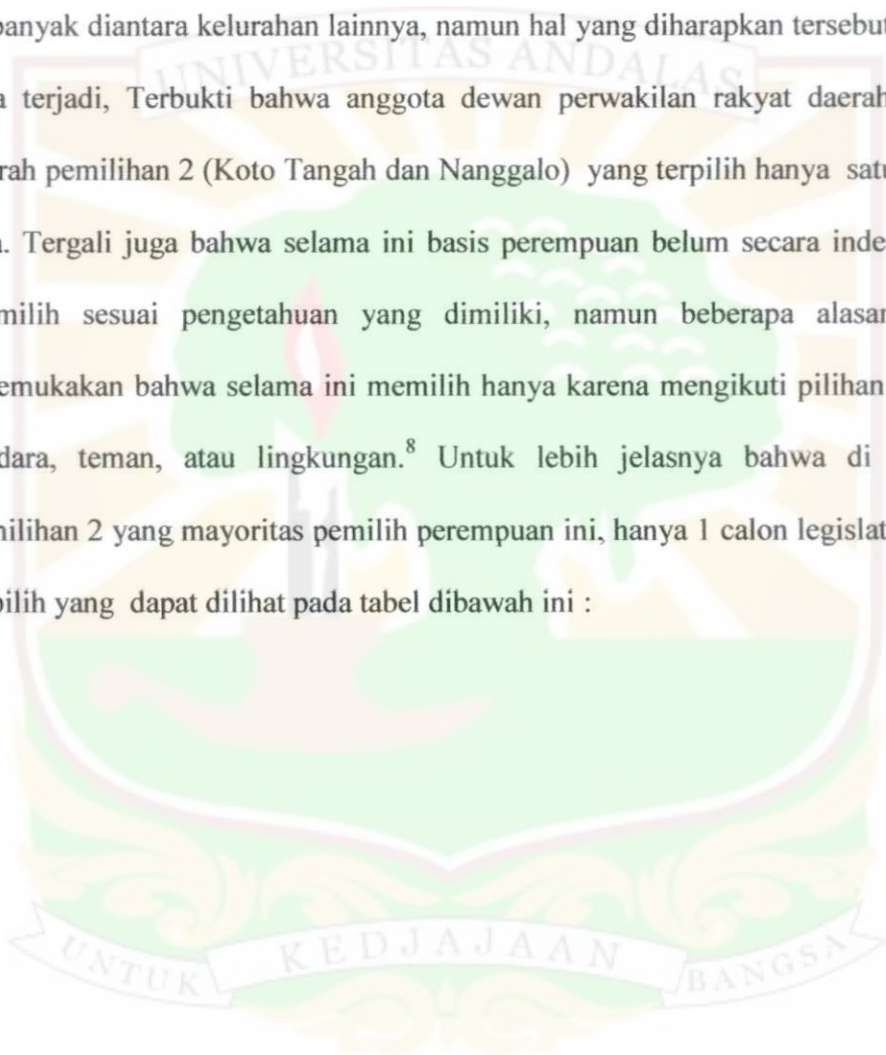 banyak diantara kelurahan lainnya, namun hal yang diharapkan tersebut
UNIVERSITAS ANDALAS
a terjadi, Terbukti bahwa anggota dewan perwakilan rakyat daerah
rah pemilihan 2 (Koto Tangah dan Nanggalo) yang terpilih hanya satu
. Tergali juga bahwa selama ini basis perempuan belum secara inde
milih sesuai pengetahuan yang dimiliki, namun beberapa alasan
emukakan bahwa selama ini memilih hanya karena mengikuti pilihan
dara, teman, atau lingkungan.⁸ Untuk lebih jelasnya bahwa di
ilihan 2 yang mayoritas pemilih perempuan ini, hanya 1 calon legislat
pilih yang dapat dilihat pada tabel dibawah ini :
UNTUK KEDJAJAAN BANGSA